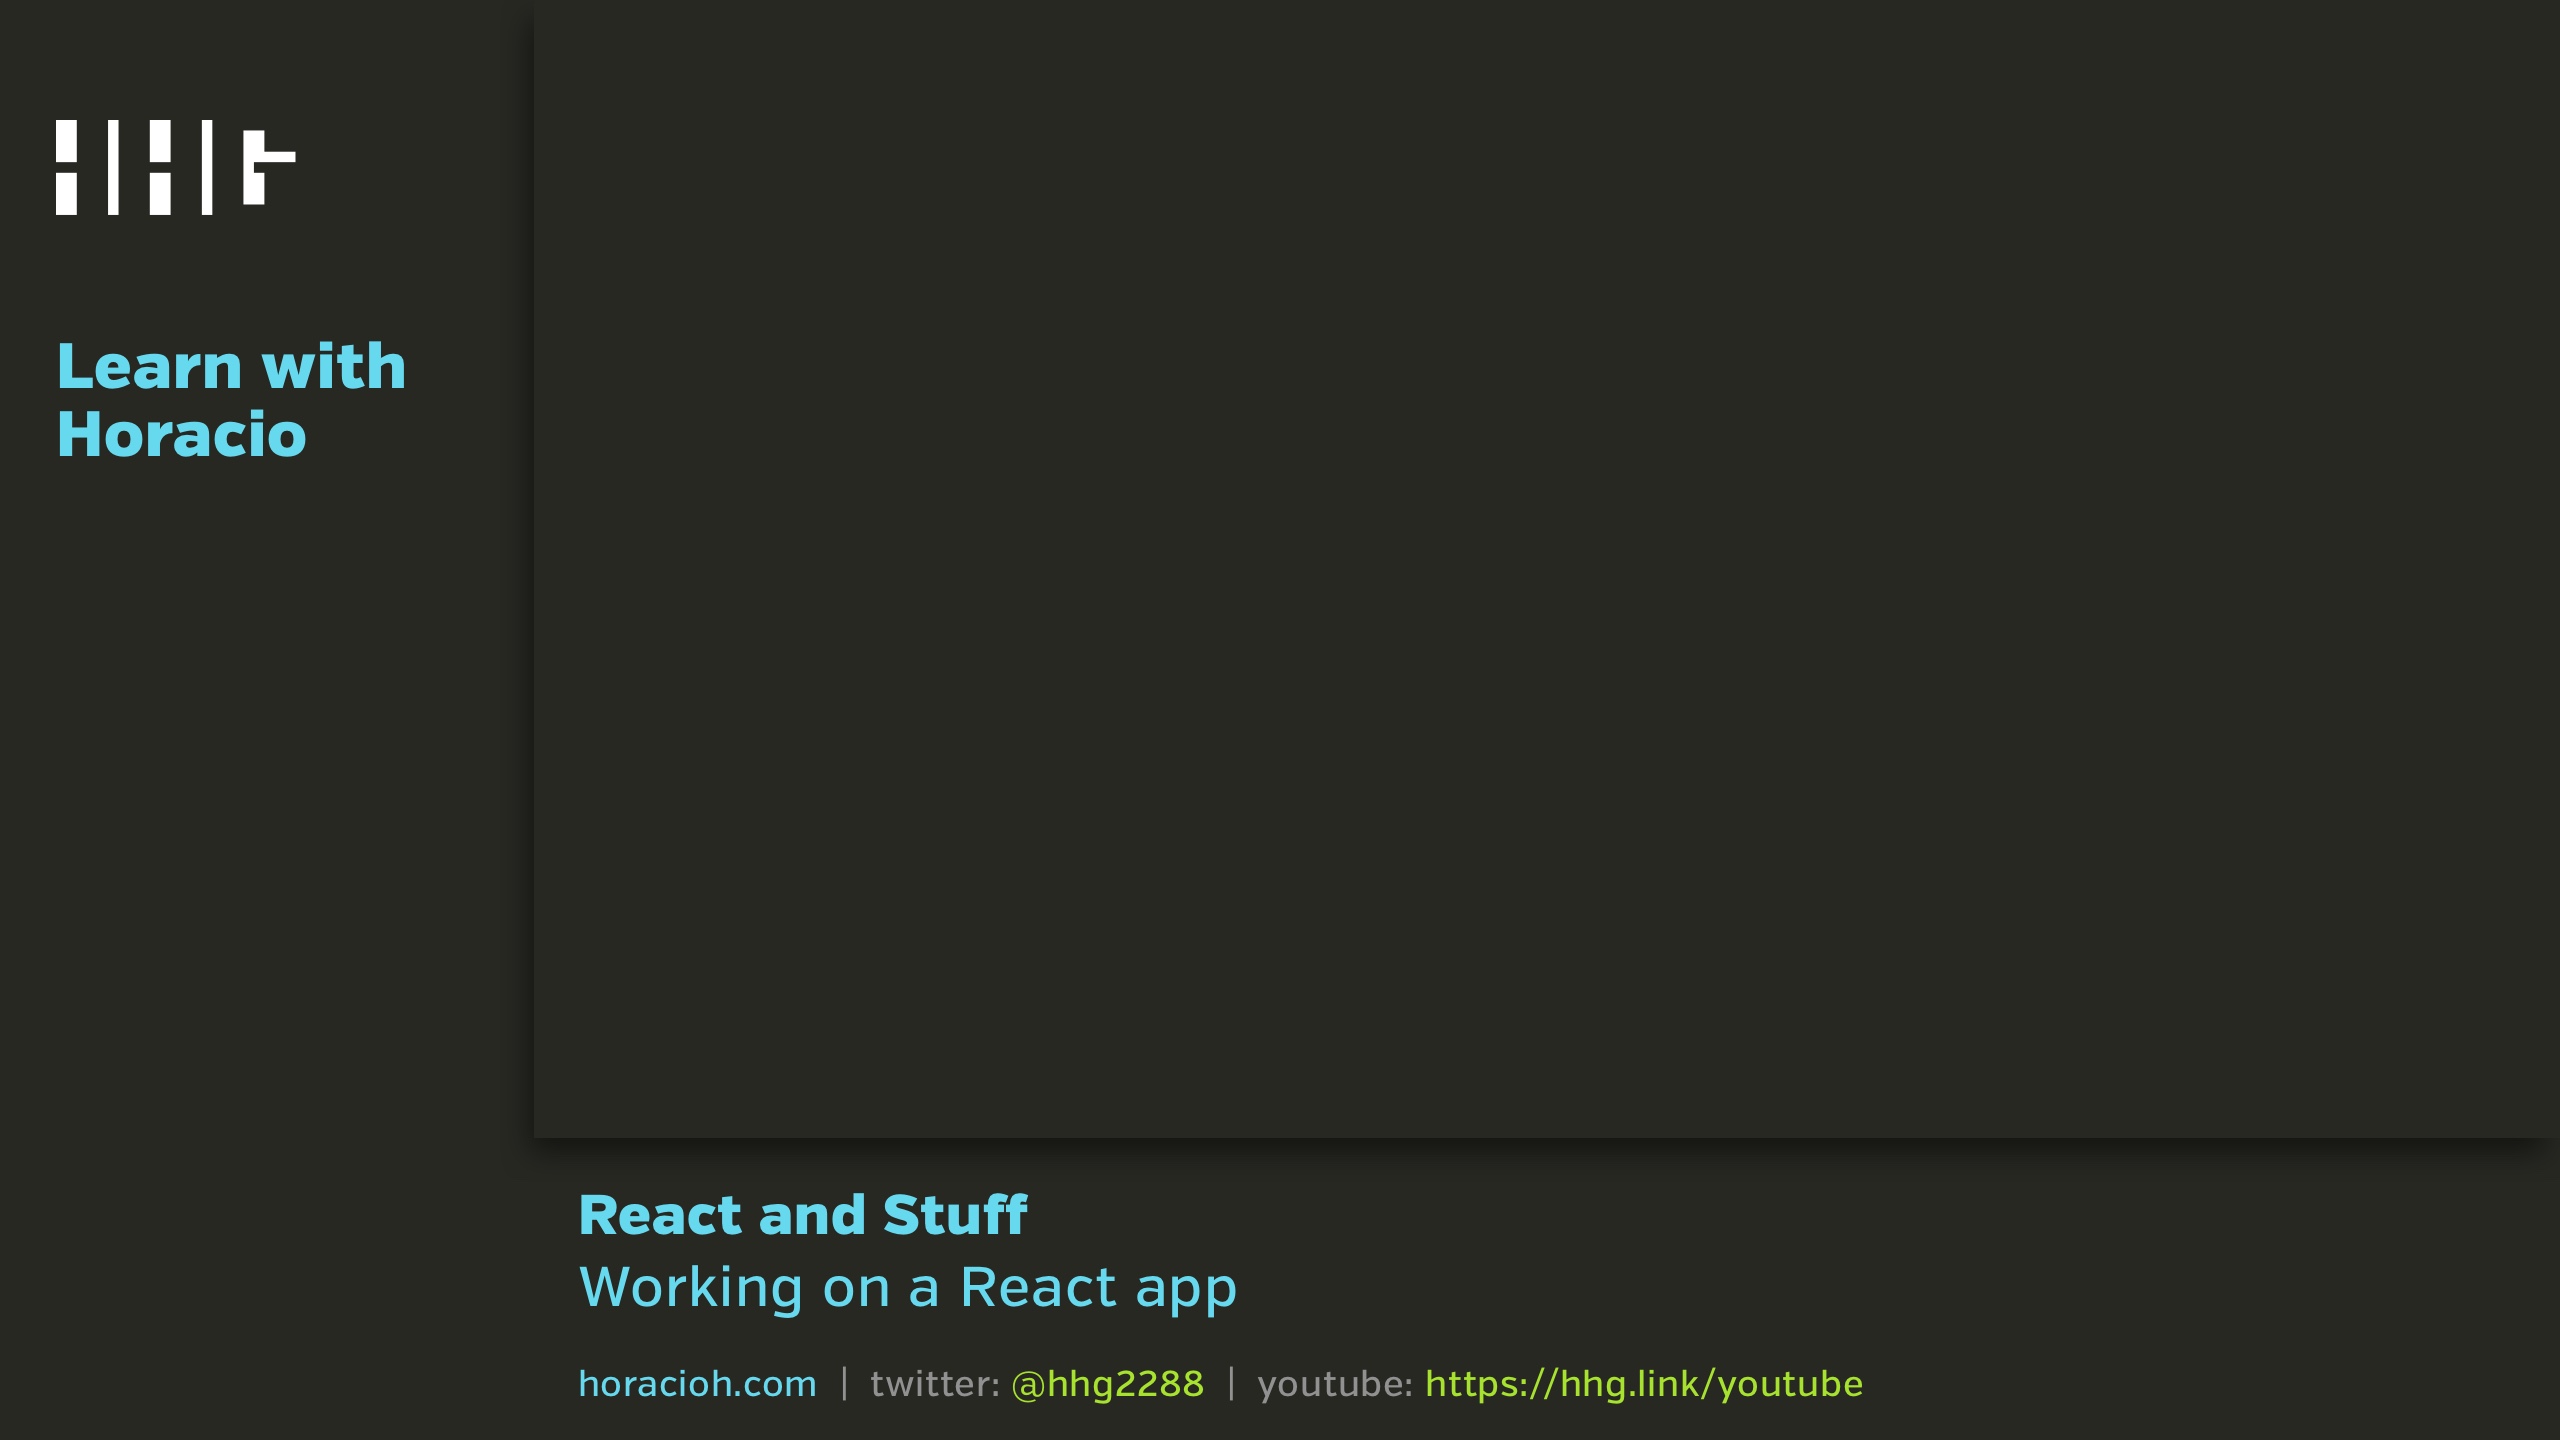 Learn with
Horacio
React and Stuff
Working on a React app
horacioh.com | twitter: @hhg2288 | youtube: https://hhg.link/youtube